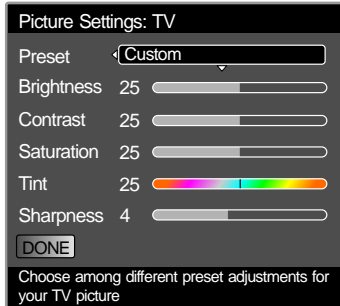 Picture Settings: TV
Preset Custom
Brightness 25
Contrast 25
Saturation 25
Tint 25
Sharpness 4
DONE
Choose among different preset adjustments for
your TV picture